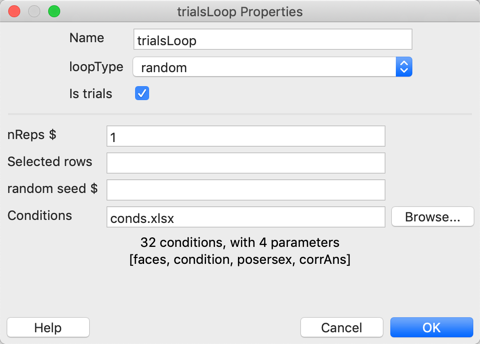 trialsLoop Properties
Name trialsLoop
loopType random
Is trials
nReps $ 1
Selected rows
random seed $
Conditions conds.xlsx Browse...
32 conditions, with 4 parameters
[faces, condition, posersex, corrAns]
Help Cancel OK